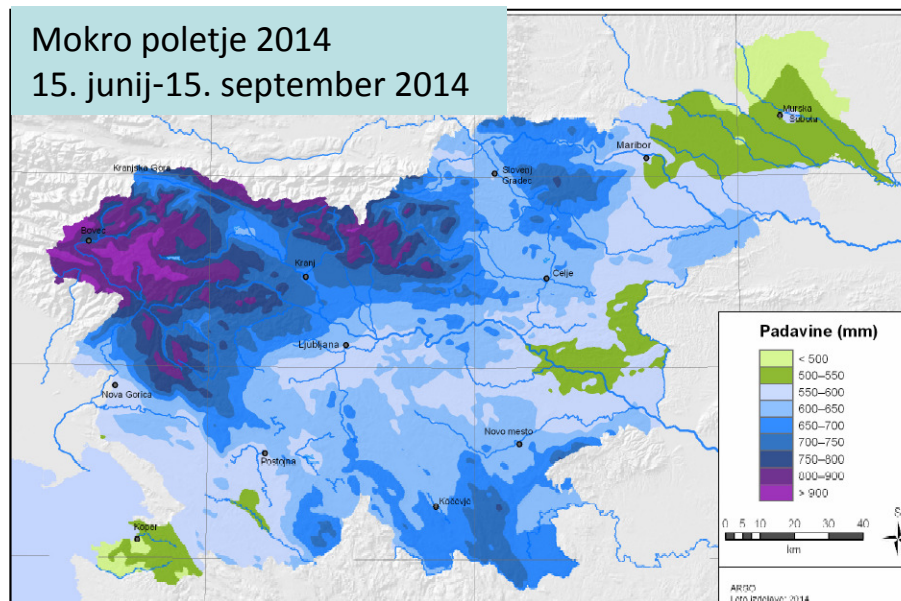 Mokro poletje 2014
15. junij-15. september 2014
Murska
Sobota
Maribor
Kranjska Gora
Slovenj
Gradec
Bovec
Kranj
Celje
Ljubljana
Nova Gorica
Novo mesto
Postojna
Kočevje
Koper
Padavine (mm)
< 500
500–550
550–600
600–650
650–700
700–750
750–800
800–900
> 900
S
0 5 10 20 30 40
km
ARSO
Leto izdelave: 2014